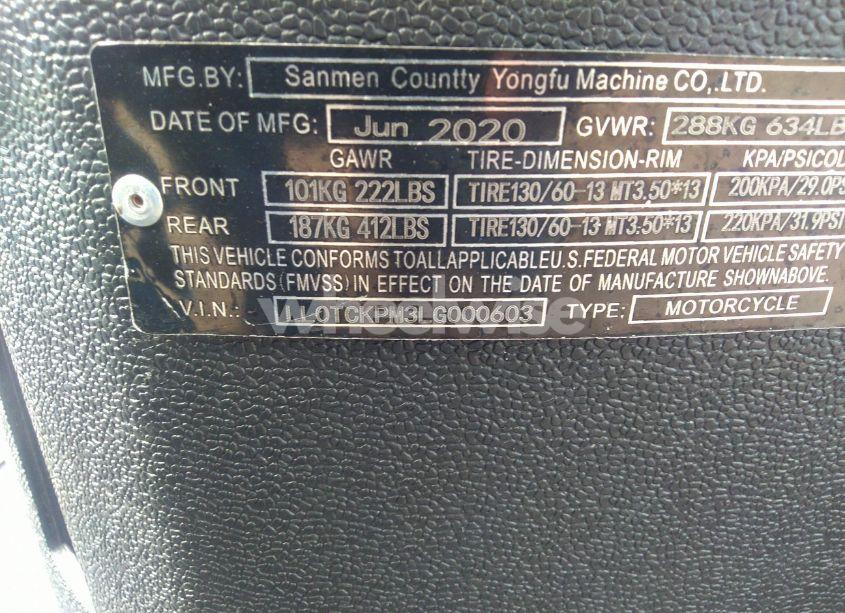 MFG.BY: Sanmen Countty Yongfu Machine CO,.LTD.
DATE OF MFG: Jun 2020 GVWR: 288KG 634LB
GAWR TIRE-DIMENSION-RIM KPA/PSICOL
FRONT 101KG 222LBS TIRE130/60-13 MT3.50*13 200KPA/29.0PS
REAR 187KG 412LBS TIRE130/60-13 MT3.50*13 220KPA/31.9PSI
THIS VEHICLE CONFORMS TOALLAPPLICABLEU.S.FEDERAL MOTOR VEHICLE SAFETY
STANDARDS(FMVSS)IN EFFECT ON THE DATE OF MANUFACTURE SHOWNABOVE.
V.I.N.: LL0TCKPM3LG000603 TYPE: MOTORCYCLE
wheelwise